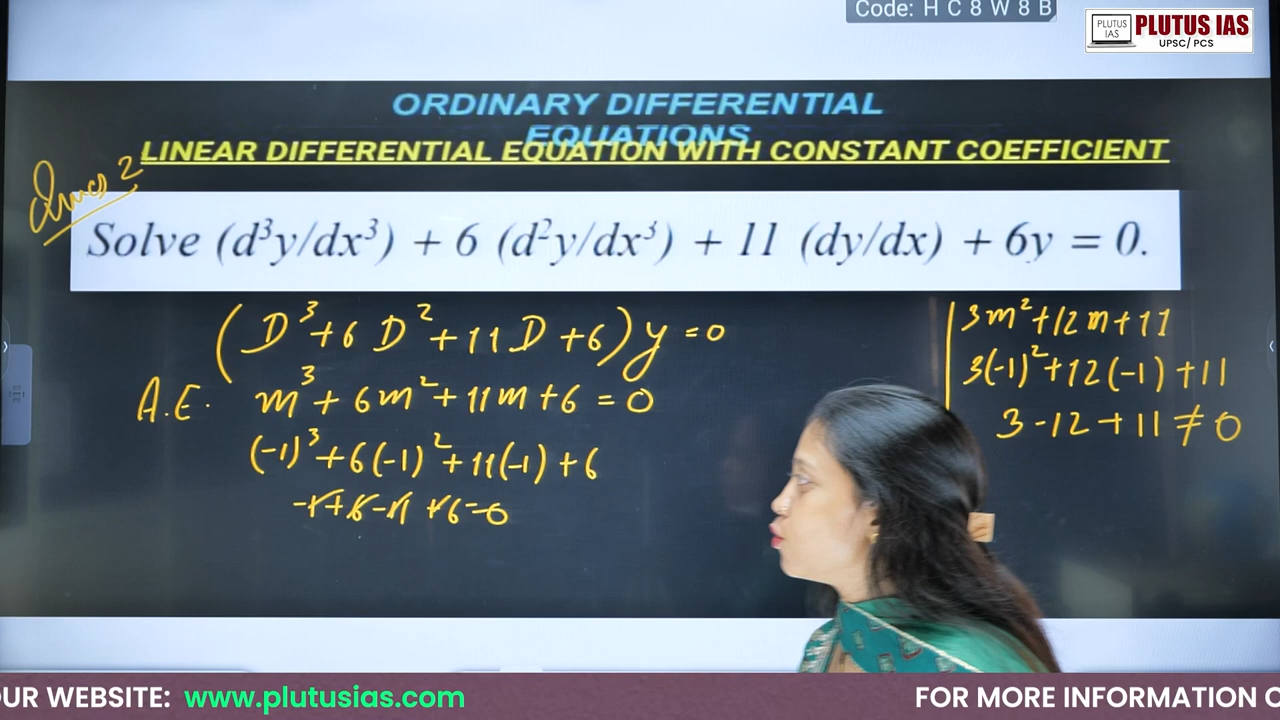 Code: H C 8 W 8 B
PLUTUS IAS
PLUTUS IAS
UPSC/ PCS
ORDINARY DIFFERENTIAL
EQUATIONS
LINEAR DIFFERENTIAL EQUATION WITH CONSTANT COEFFICIENT
Ques 2
Solve (d³y/dx³) + 6 (d²y/dx³) + 11 (dy/dx) + 6y = 0.
(D³+6D²+11D+6)y=0
A.E. m³+6m²+11m+6=0
(-1)³+6(-1)²+11(-1)+6
-1+6-11+6=0
3m²+12m+11
3(-1)²+12(-1)+11
3-12+11≠0
OUR WEBSITE: www.plutusias.com
FOR MORE INFORMATION